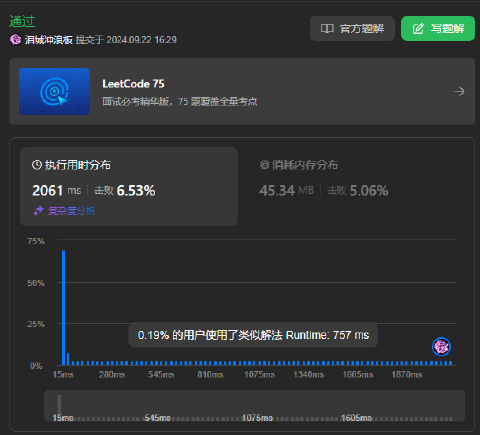 通过
泪城冲浪板 提交于 2024.09.22 16:29
官方题解
写题解
LeetCode 75
面试必考精华版，75 题覆盖全量考点
执行用时分布
2061 ms 击败 6.53%
复杂度分析
消耗内存分布
45.34 MB 击败 5.06%
75%
50%
25%
0%
0.19% 的用户使用了类似解法 Runtime: 757 ms
15ms 280ms 545ms 810ms 1075ms 1340ms 1605ms 1870ms
15ms 545ms 1075ms 1605ms